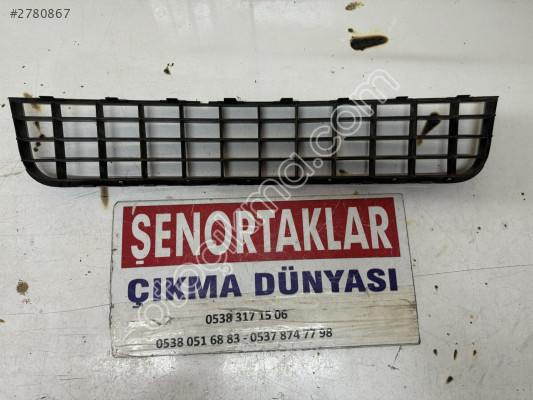 #2780867
ŞENORTAKLAR
ÇIKMA DÜNYASI
0538 317 15 06
0538 051 68 83 - 0537 874 77 98